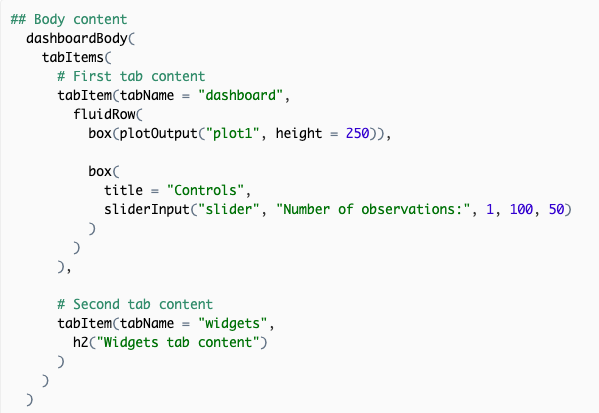 ## Body content
  dashboardBody(
    tabItems(
      # First tab content
      tabItem(tabName = "dashboard",
        fluidRow(
          box(plotOutput("plot1", height = 250)),

          box(
            title = "Controls",
            sliderInput("slider", "Number of observations:", 1, 100, 50)
          )
        )
      ),

      # Second tab content
      tabItem(tabName = "widgets",
        h2("Widgets tab content")
      )
    )
  )